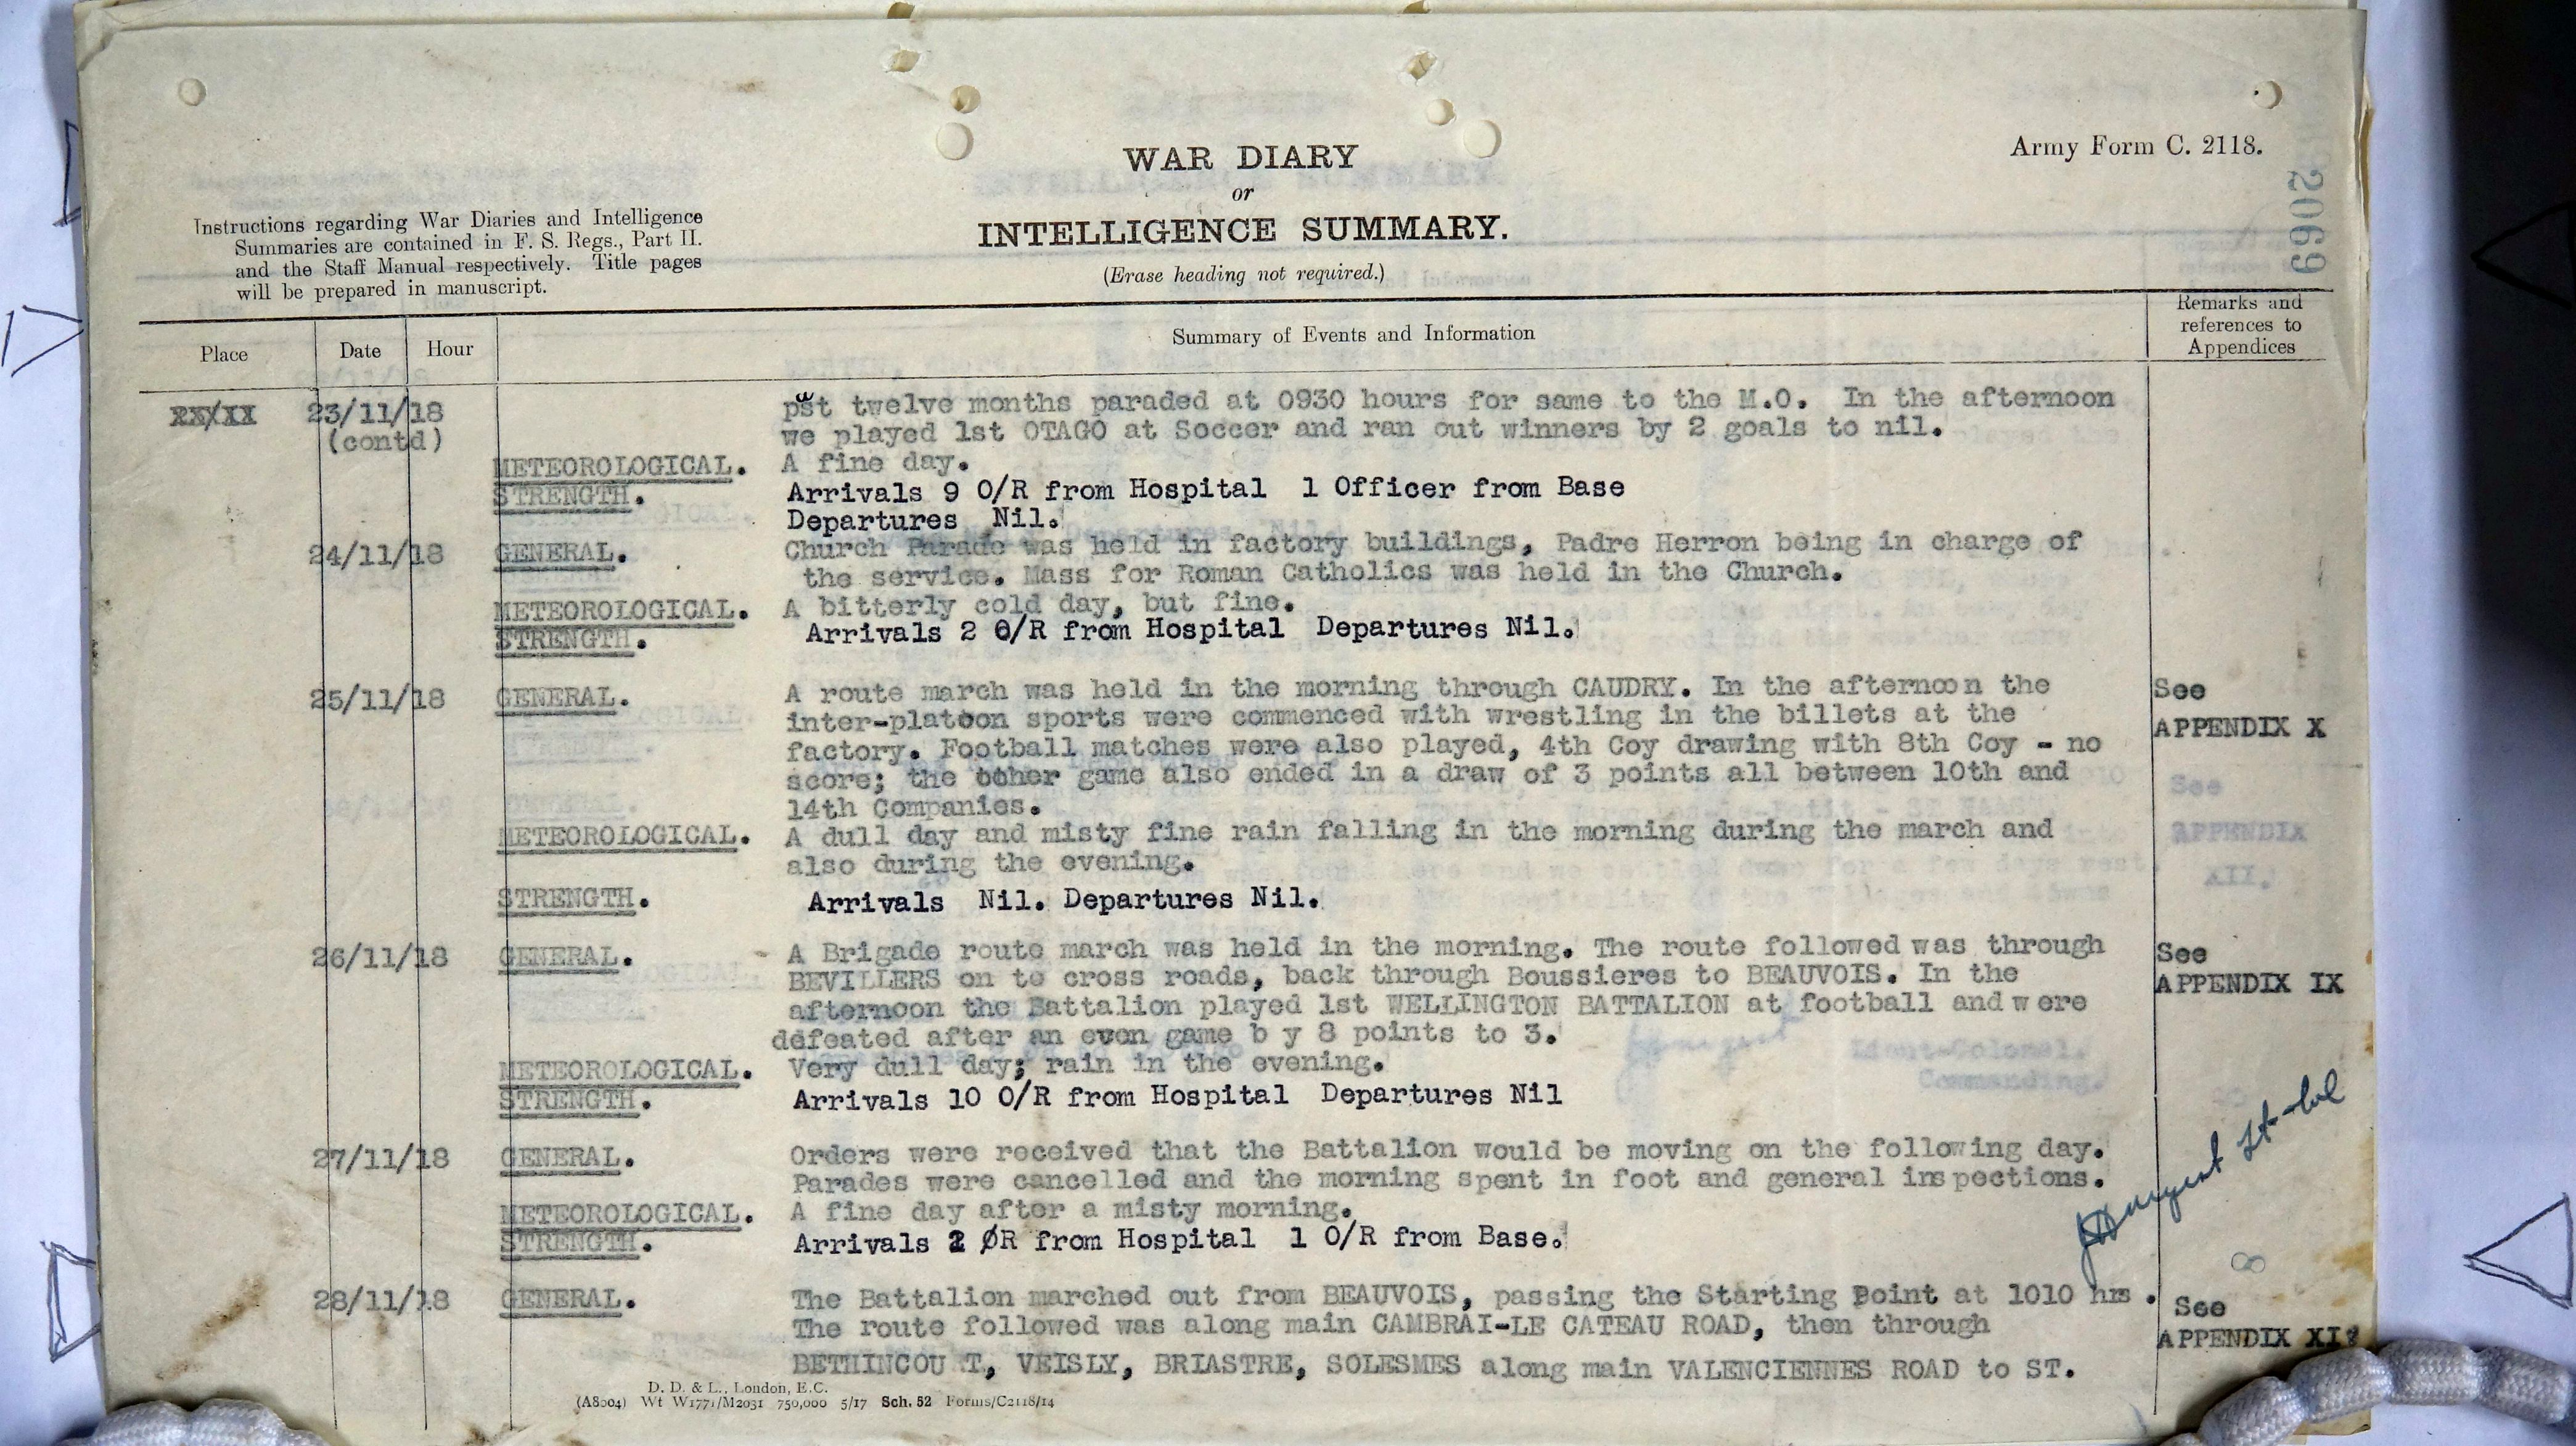 Army Form C. 2118.
2069
WAR DIARY
or
INTELLIGENCE SUMMARY.
(Erase heading not required.)
Instructions regarding War Diaries and Intelligence
Summaries are contained in F. S. Regs., Part II.
and the Staff Manual respectively. Title pages
will be prepared in manuscript.
Place Date Hour Summary of Events and Information Remarks and
references to
Appendices
23/11/18 past twelve months paraded at 0930 hours for same to the M.O. In the afternoon
(contd) we played 1st OTAGO at Soccer and ran out winners by 2 goals to nil.
METEOROLOGICAL. A fine day.
STRENGTH. Arrivals 9 O/R from Hospital 1 Officer from Base
Departures Nil.
24/11/18 GENERAL. Church Parade was held in factory buildings, Padre Herron being in charge of
the service. Mass for Roman Catholics was held in the Church.
METEOROLOGICAL. A bitterly cold day, but fine.
STRENGTH. Arrivals 2 O/R from Hospital Departures Nil.
25/11/18 GENERAL. A route march was held in the morning through CAUDRY. In the afternoon the See
inter-platoon sports were commenced with wrestling in the billets at the APPENDIX X
factory. Football matches were also played, 4th Coy drawing with 8th Coy - no
score; the other game also ended in a draw of 3 points all between 10th and
14th Companies.
METEOROLOGICAL. A dull day and misty fine rain falling in the morning during the march and
also during the evening.
STRENGTH. Arrivals Nil. Departures Nil.
26/11/18 GENERAL. A Brigade route march was held in the morning. The route followed was through See
BEVILLERS on to cross roads, back through Boussieres to BEAUVOIS. In the APPENDIX IX
afternoon the Battalion played 1st WELLINGTON BATTALION at football and w ere
defeated after an even game b y 8 points to 3.
METEOROLOGICAL. Very dull day; rain in the evening.
STRENGTH. Arrivals 10 O/R from Hospital Departures Nil
27/11/18 GENERAL. Orders were received that the Battalion would be moving on the following day.
Parades were cancelled and the morning spent in foot and general inspections.
METEOROLOGICAL. A fine day after a misty morning.
STRENGTH. Arrivals 2 O/R from Hospital 1 O/R from Base.
Lt-Col
8
28/11/18 GENERAL. The Battalion marched out from BEAUVOIS, passing the Starting Point at 1010 hrs. See
The route followed was along main CAMBRAI-LE CATEAU ROAD, then through APPENDIX XI
BETHINCOU T, VEISLY, BRIASTRE, SOLESMES along main VALENCIENNES ROAD to ST.
D. D. & L., London, E.C.
(A8004) Wt W1771/M2031 750,000 5/17 Sch. 52 Forms/C2118/14